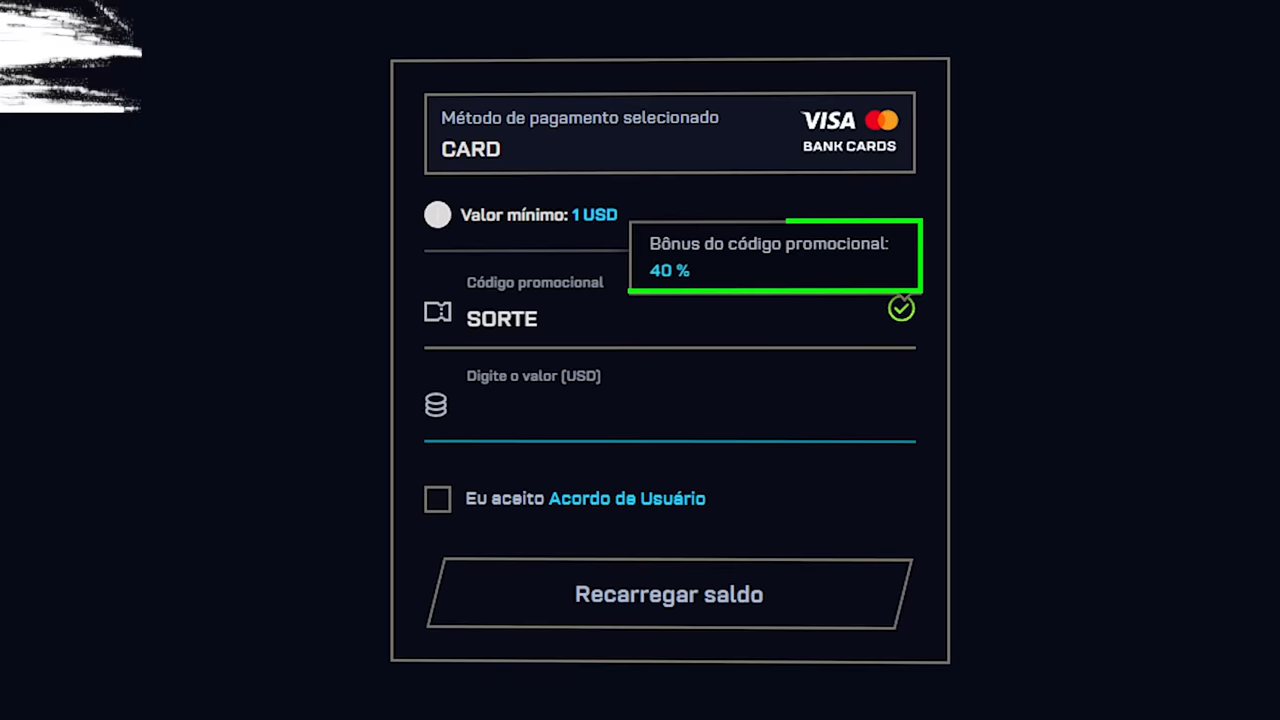 Método de pagamento selecionado
CARD
VISA
BANK CARDS
Valor mínimo: 1 USD
Bônus do código promocional:
40 %
Código promocional
SORTE
Digite o valor (USD)
Eu aceito Acordo de Usuário
Recarregar saldo